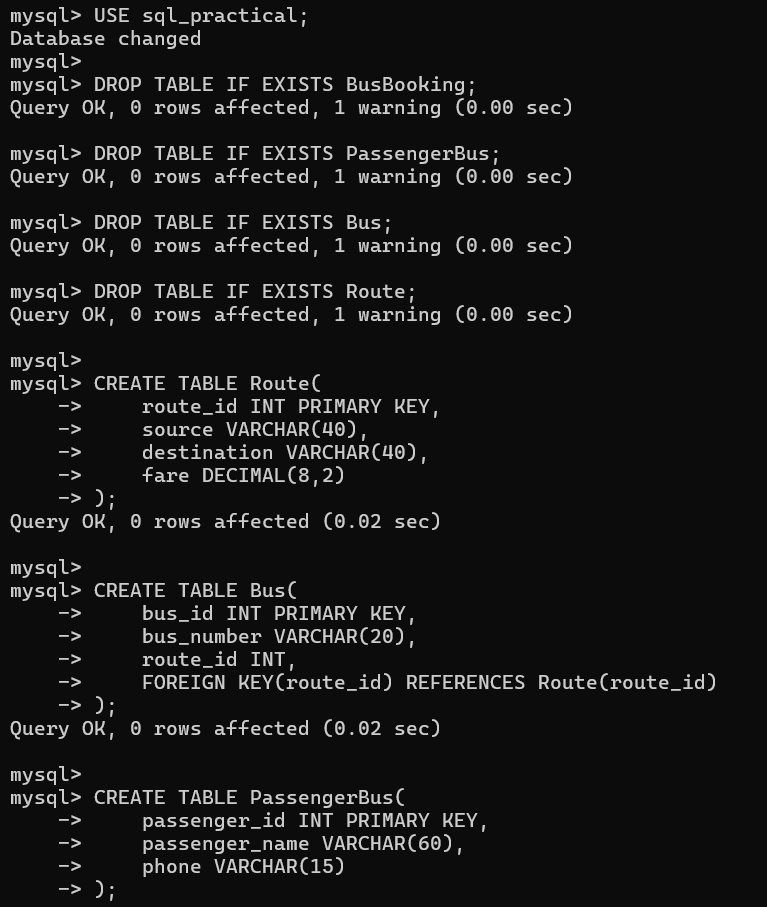 mysql> USE sql_practical;
Database changed
mysql>
mysql> DROP TABLE IF EXISTS BusBooking;
Query OK, 0 rows affected, 1 warning (0.00 sec)

mysql> DROP TABLE IF EXISTS PassengerBus;
Query OK, 0 rows affected, 1 warning (0.00 sec)

mysql> DROP TABLE IF EXISTS Bus;
Query OK, 0 rows affected, 1 warning (0.00 sec)

mysql> DROP TABLE IF EXISTS Route;
Query OK, 0 rows affected, 1 warning (0.00 sec)

mysql>
mysql> CREATE TABLE Route(
    ->     route_id INT PRIMARY KEY,
    ->     source VARCHAR(40),
    ->     destination VARCHAR(40),
    ->     fare DECIMAL(8,2)
    -> );
Query OK, 0 rows affected (0.02 sec)

mysql>
mysql> CREATE TABLE Bus(
    ->     bus_id INT PRIMARY KEY,
    ->     bus_number VARCHAR(20),
    ->     route_id INT,
    ->     FOREIGN KEY(route_id) REFERENCES Route(route_id)
    -> );
Query OK, 0 rows affected (0.02 sec)

mysql>
mysql> CREATE TABLE PassengerBus(
    ->     passenger_id INT PRIMARY KEY,
    ->     passenger_name VARCHAR(60),
    ->     phone VARCHAR(15)
    -> );